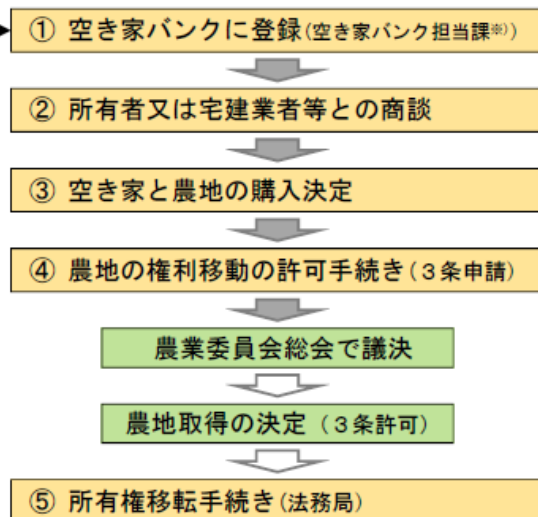 ① 空き家バンクに登録(空き家バンク担当課※))
② 所有者又は宅建業者等との商談
③ 空き家と農地の購入決定
④ 農地の権利移動の許可手続き(３条申請)
農業委員会総会で議決
農地取得の決定（３条許可）
⑤ 所有権移転手続き(法務局)